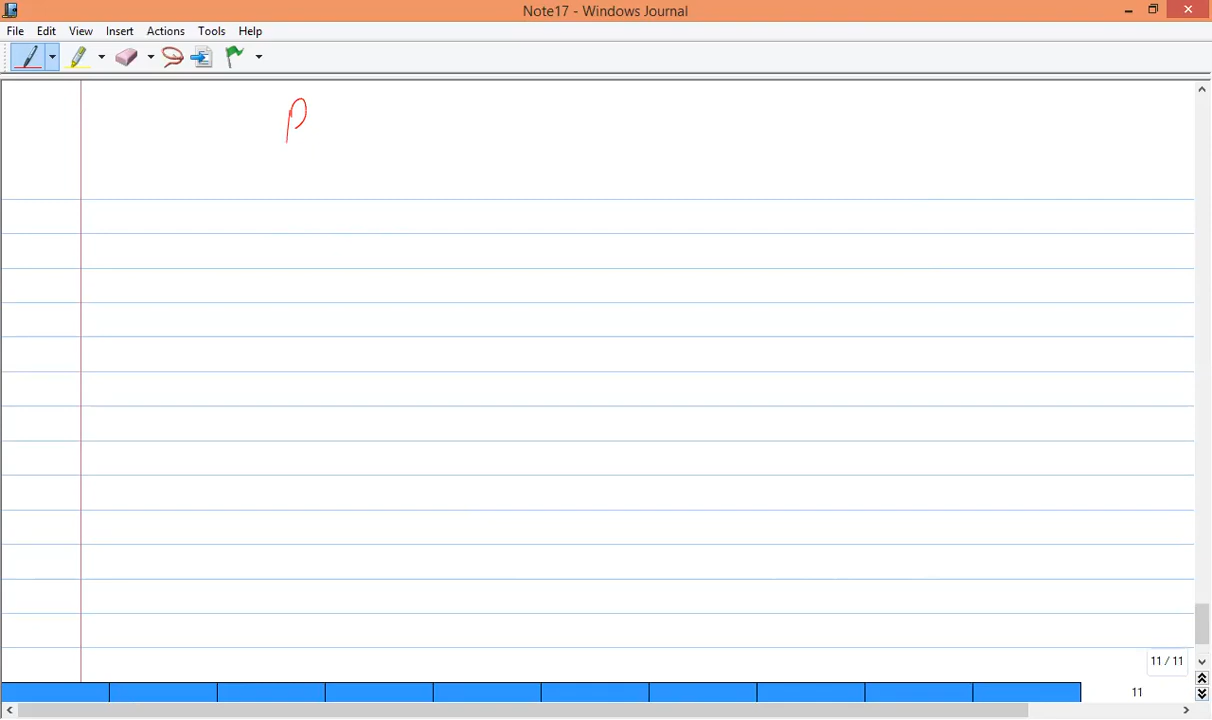 Note17 - Windows Journal
File Edit View Insert Actions Tools Help
P
11 / 11
11